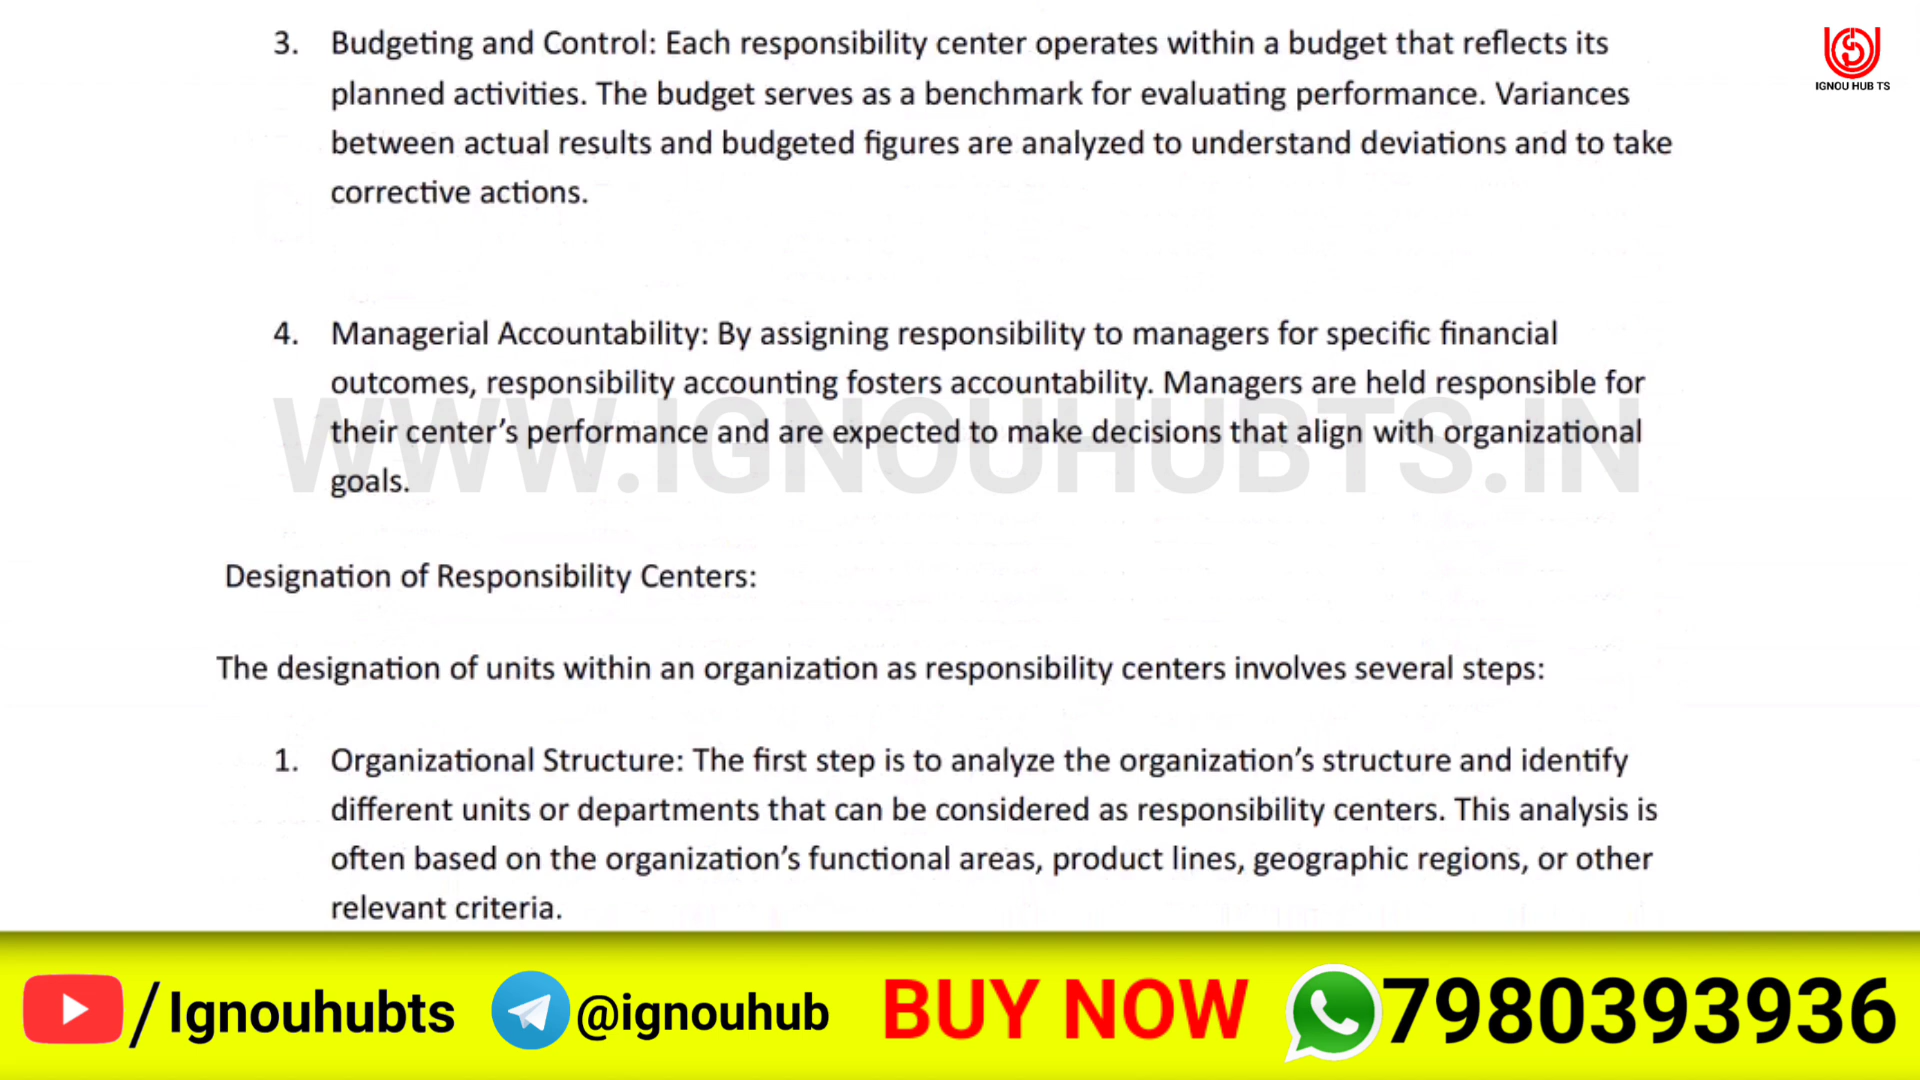 3. Budgeting and Control: Each responsibility center operates within a budget that reflects its
planned activities. The budget serves as a benchmark for evaluating performance. Variances
between actual results and budgeted figures are analyzed to understand deviations and to take
corrective actions.
4. Managerial Accountability: By assigning responsibility to managers for specific financial
outcomes, responsibility accounting fosters accountability. Managers are held responsible for
their center’s performance and are expected to make decisions that align with organizational
goals.
WWW.IGNOUHUBTS.IN
Designation of Responsibility Centers:
The designation of units within an organization as responsibility centers involves several steps:
1. Organizational Structure: The first step is to analyze the organization’s structure and identify
different units or departments that can be considered as responsibility centers. This analysis is
often based on the organization’s functional areas, product lines, geographic regions, or other
relevant criteria.
IGNOU HUB TS
/Ignouhubts @ignouhub BUY NOW 7980393936